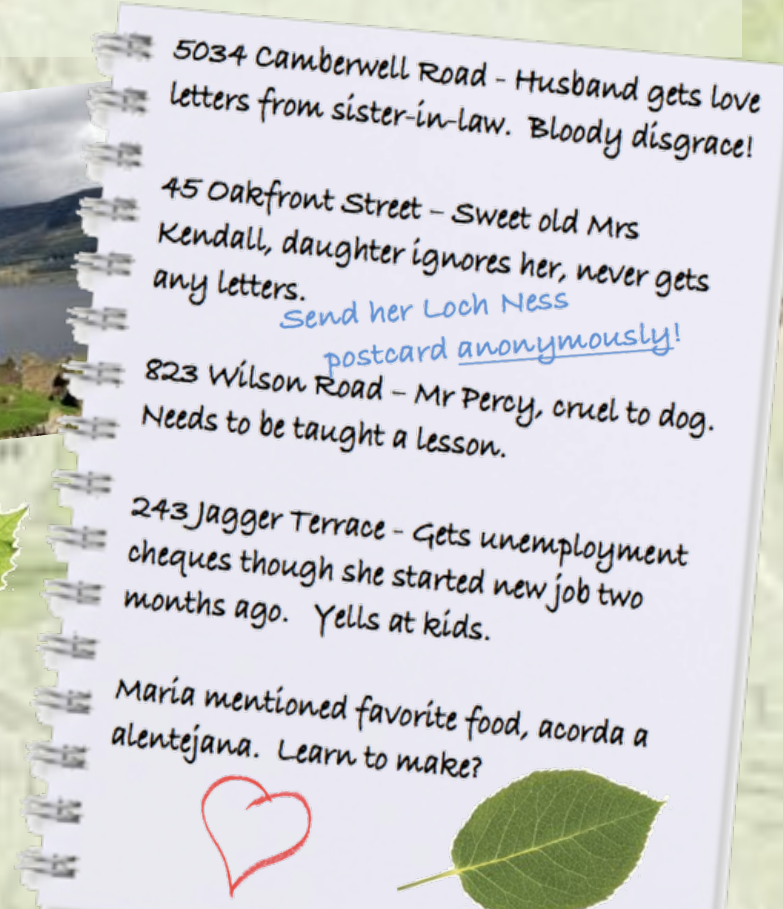 5034 Camberwell Road - Husband gets love
letters from sister-in-law. Bloody disgrace!
45 Oakfront Street - Sweet old Mrs
Kendall, daughter ignores her, never gets
any letters.
Send her Loch Ness
postcard anonymously!
823 Wilson Road - Mr Percy, cruel to dog.
Needs to be taught a lesson.
243 Jagger Terrace - Gets unemployment
cheques though she started new job two
months ago. Yells at kids.
Maria mentioned favorite food, acorda a
alentejana. Learn to make?